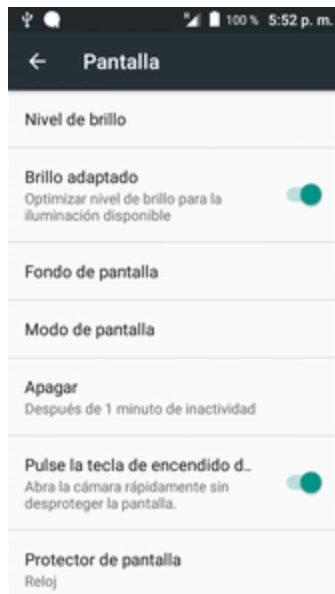 100 % 5:52 p. m.
Pantalla
Nivel de brillo
Brillo adaptado
Optimizar nivel de brillo para la
iluminación disponible
Fondo de pantalla
Modo de pantalla
Apagar
Después de 1 minuto de inactividad
Pulse la tecla de encendido d…
Abra la cámara rápidamente sin
desproteger la pantalla.
Protector de pantalla
Reloj